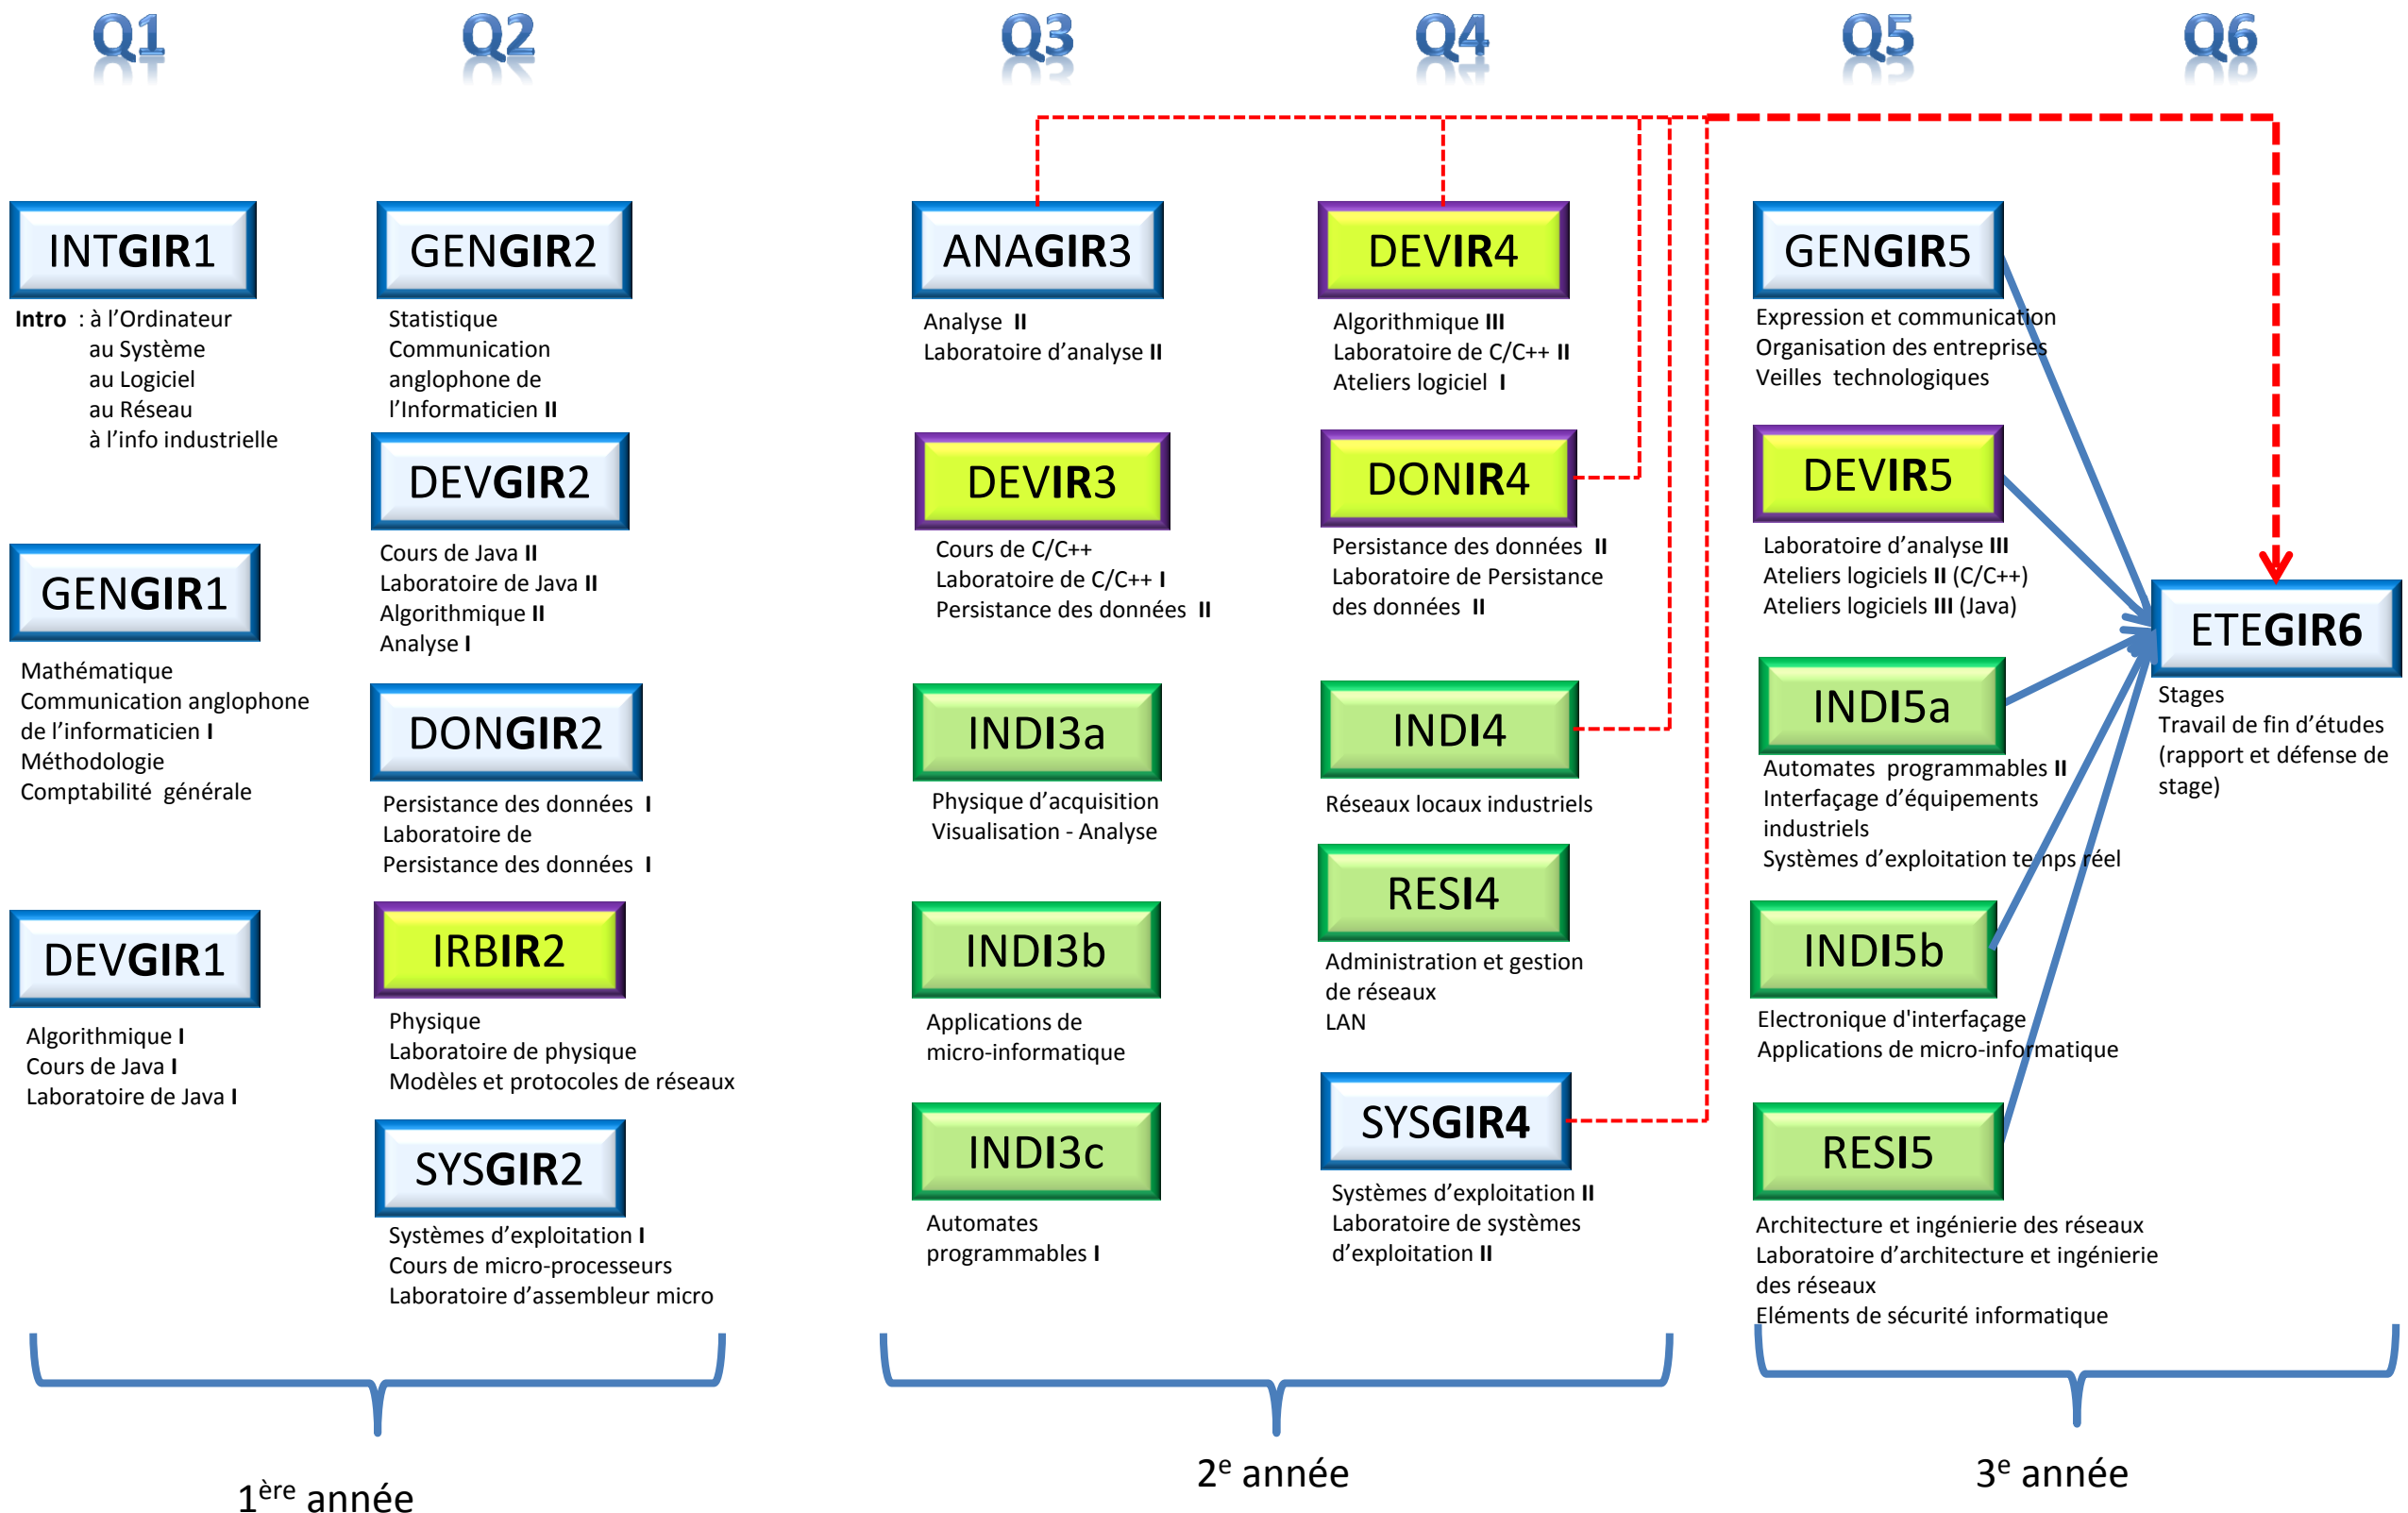 Q1
Q2
Q3
Q4
Q5
Q6
INTGIR1
Intro : à l’Ordinateur
au Système
au Logiciel
au Réseau
à l’info industrielle
GENGIR1
Mathématique
Communication anglophone
de l’informaticien I
Méthodologie
Comptabilité générale
DEVGIR1
Algorithmique I
Cours de Java I
Laboratoire de Java I
GENGIR2
Statistique
Communication
anglophone de
l’Informaticien II
DEVGIR2
Cours de Java II
Laboratoire de Java II
Algorithmique II
Analyse I
DONGIR2
Persistance des données I
Laboratoire de
Persistance des données I
IRBIR2
Physique
Laboratoire de physique
Modèles et protocoles de réseaux
SYSGIR2
Systèmes d’exploitation I
Cours de micro-processeurs
Laboratoire d’assembleur micro
ANAGIR3
Analyse II
Laboratoire d’analyse II
DEVIR3
Cours de C/C++
Laboratoire de C/C++ I
Persistance des données II
INDI3a
Physique d’acquisition
Visualisation - Analyse
INDI3b
Applications de
micro-informatique
INDI3c
Automates
programmables I
DEVIR4
Algorithmique III
Laboratoire de C/C++ II
Ateliers logiciel I
DONIR4
Persistance des données II
Laboratoire de Persistance
des données II
INDI4
Réseaux locaux industriels
RESI4
Administration et gestion
de réseaux
LAN
SYSGIR4
Systèmes d’exploitation II
Laboratoire de systèmes
d’exploitation II
GENGIR5
Expression et communication
Organisation des entreprises
Veilles technologiques
DEVIR5
Laboratoire d’analyse III
Ateliers logiciels II (C/C++)
Ateliers logiciels III (Java)
INDI5a
Automates programmables II
Interfaçage d’équipements
industriels
Systèmes d’exploitation temps réel
INDI5b
Electronique d'interfaçage
Applications de micro-informatique
RESI5
Architecture et ingénierie des réseaux
Laboratoire d’architecture et ingénierie
des réseaux
Eléments de sécurité informatique
ETEGIR6
Stages
Travail de fin d’études
(rapport et défense de
stage)
1ère année
2e année
3e année